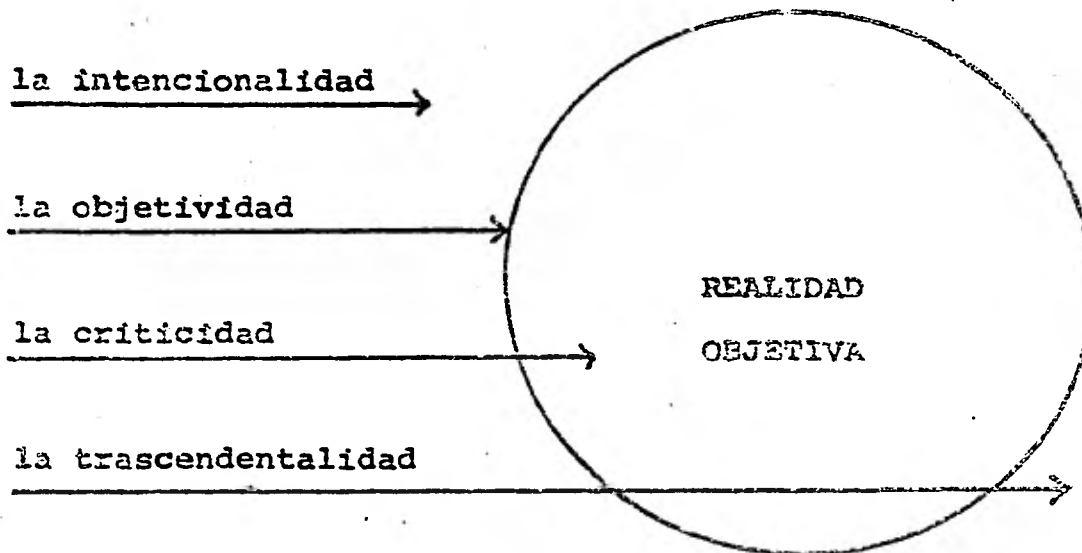 la intencionalidad
la objetividad
REALIDAD
la criticidad
OBJETIVA
la trascendentalidad